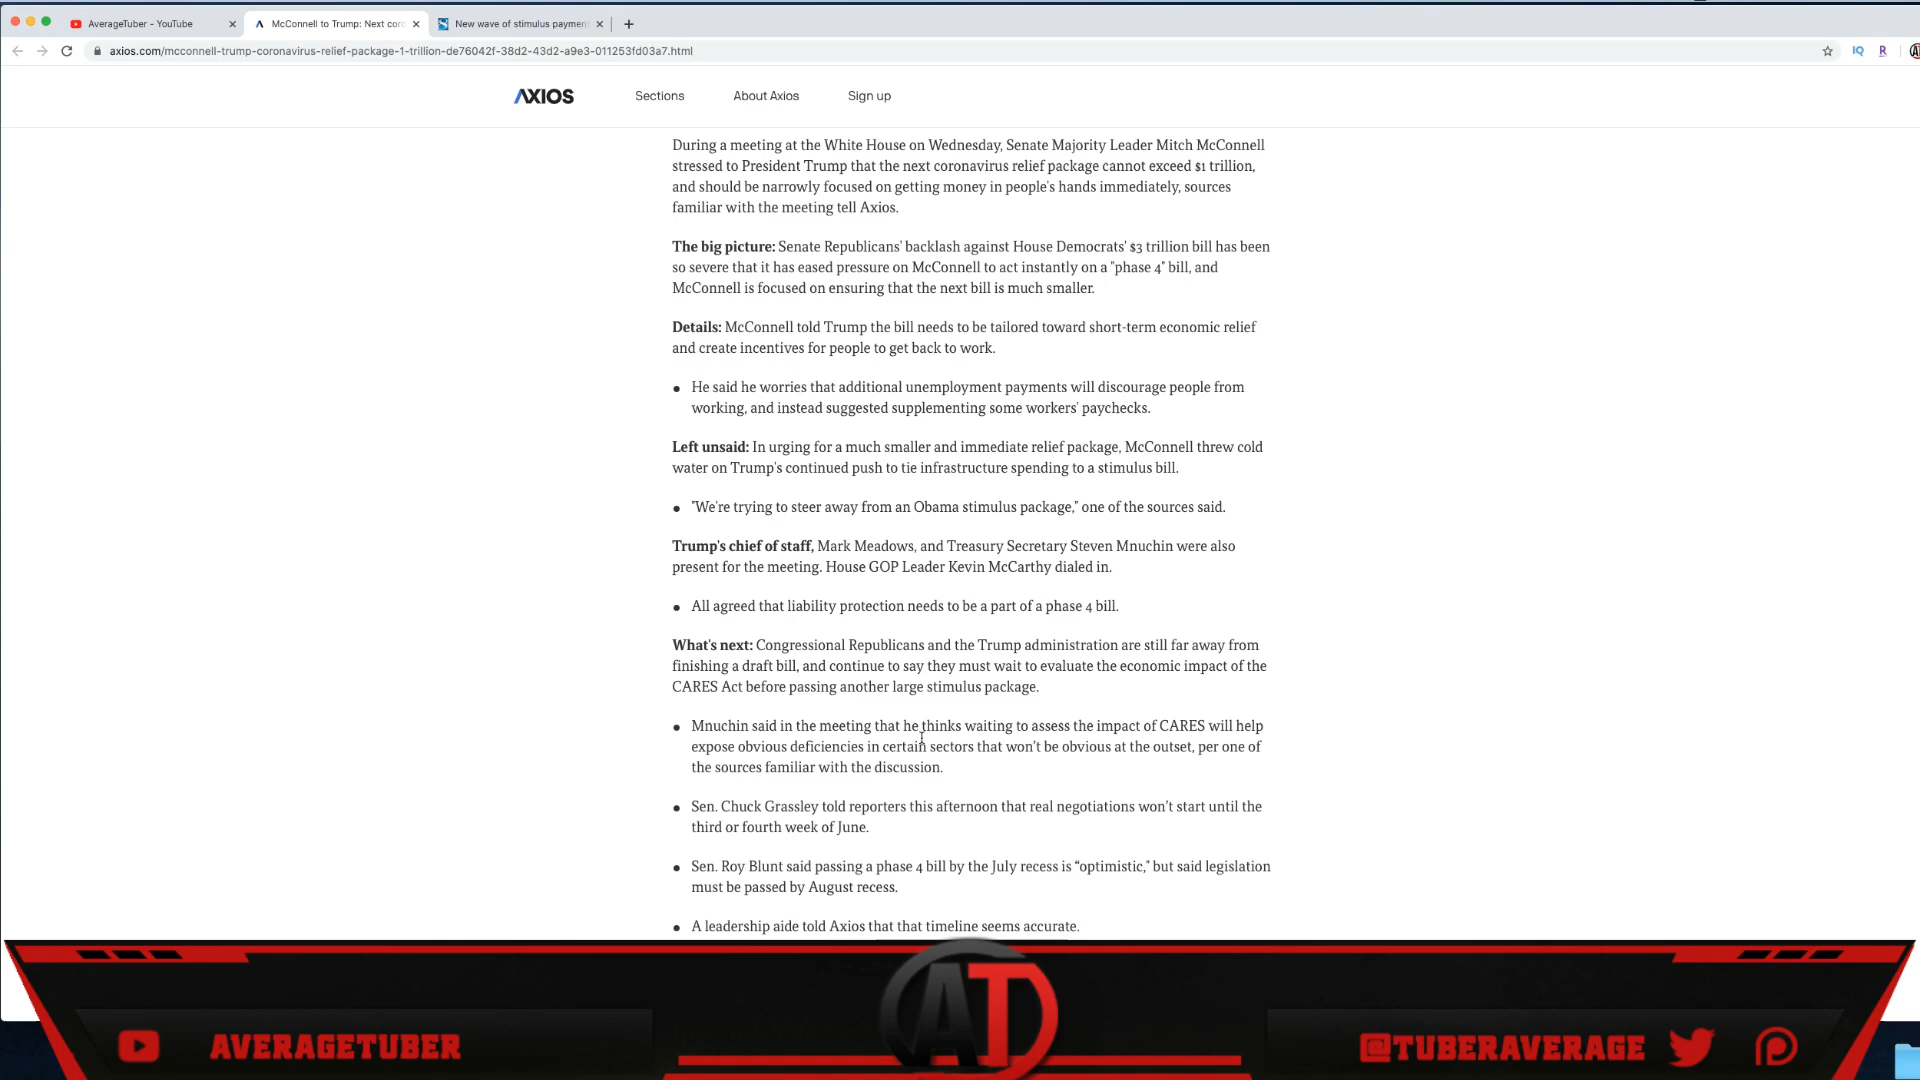 AverageTuber - YouTube
McConnell to Trump: Next cor
New wave of stimulus paymen
axios.com/mcconnell-trump-coronavirus-relief-package-1-trillion-de76042f-38d2-43d2-a9e3-011253fd03a7.html
IQ
R
AXIOS
Sections
About Axios
Sign up
During a meeting at the White House on Wednesday, Senate Majority Leader Mitch McConnell
stressed to President Trump that the next coronavirus relief package cannot exceed $1 trillion,
and should be narrowly focused on getting money in people's hands immediately, sources
familiar with the meeting tell Axios.
The big picture: Senate Republicans' backlash against House Democrats' $3 trillion bill has been
so severe that it has eased pressure on McConnell to act instantly on a "phase 4" bill, and
McConnell is focused on ensuring that the next bill is much smaller.
Details: McConnell told Trump the bill needs to be tailored toward short-term economic relief
and create incentives for people to get back to work.
• He said he worries that additional unemployment payments will discourage people from
working, and instead suggested supplementing some workers' paychecks.
Left unsaid: In urging for a much smaller and immediate relief package, McConnell threw cold
water on Trump's continued push to tie infrastructure spending to a stimulus bill.
• "We're trying to steer away from an Obama stimulus package," one of the sources said.
Trump's chief of staff, Mark Meadows, and Treasury Secretary Steven Mnuchin were also
present for the meeting. House GOP Leader Kevin McCarthy dialed in.
• All agreed that liability protection needs to be a part of a phase 4 bill.
What's next: Congressional Republicans and the Trump administration are still far away from
finishing a draft bill, and continue to say they must wait to evaluate the economic impact of the
CARES Act before passing another large stimulus package.
• Mnuchin said in the meeting that he thinks waiting to assess the impact of CARES will help
expose obvious deficiencies in certain sectors that won't be obvious at the outset, per one of
the sources familiar with the discussion.
• Sen. Chuck Grassley told reporters this afternoon that real negotiations won't start until the
third or fourth week of June.
• Sen. Roy Blunt said passing a phase 4 bill by the July recess is “optimistic," but said legislation
must be passed by August recess.
• A leadership aide told Axios that that timeline seems accurate.
AT
AVERAGETUBER
@TUBERAVERAGE